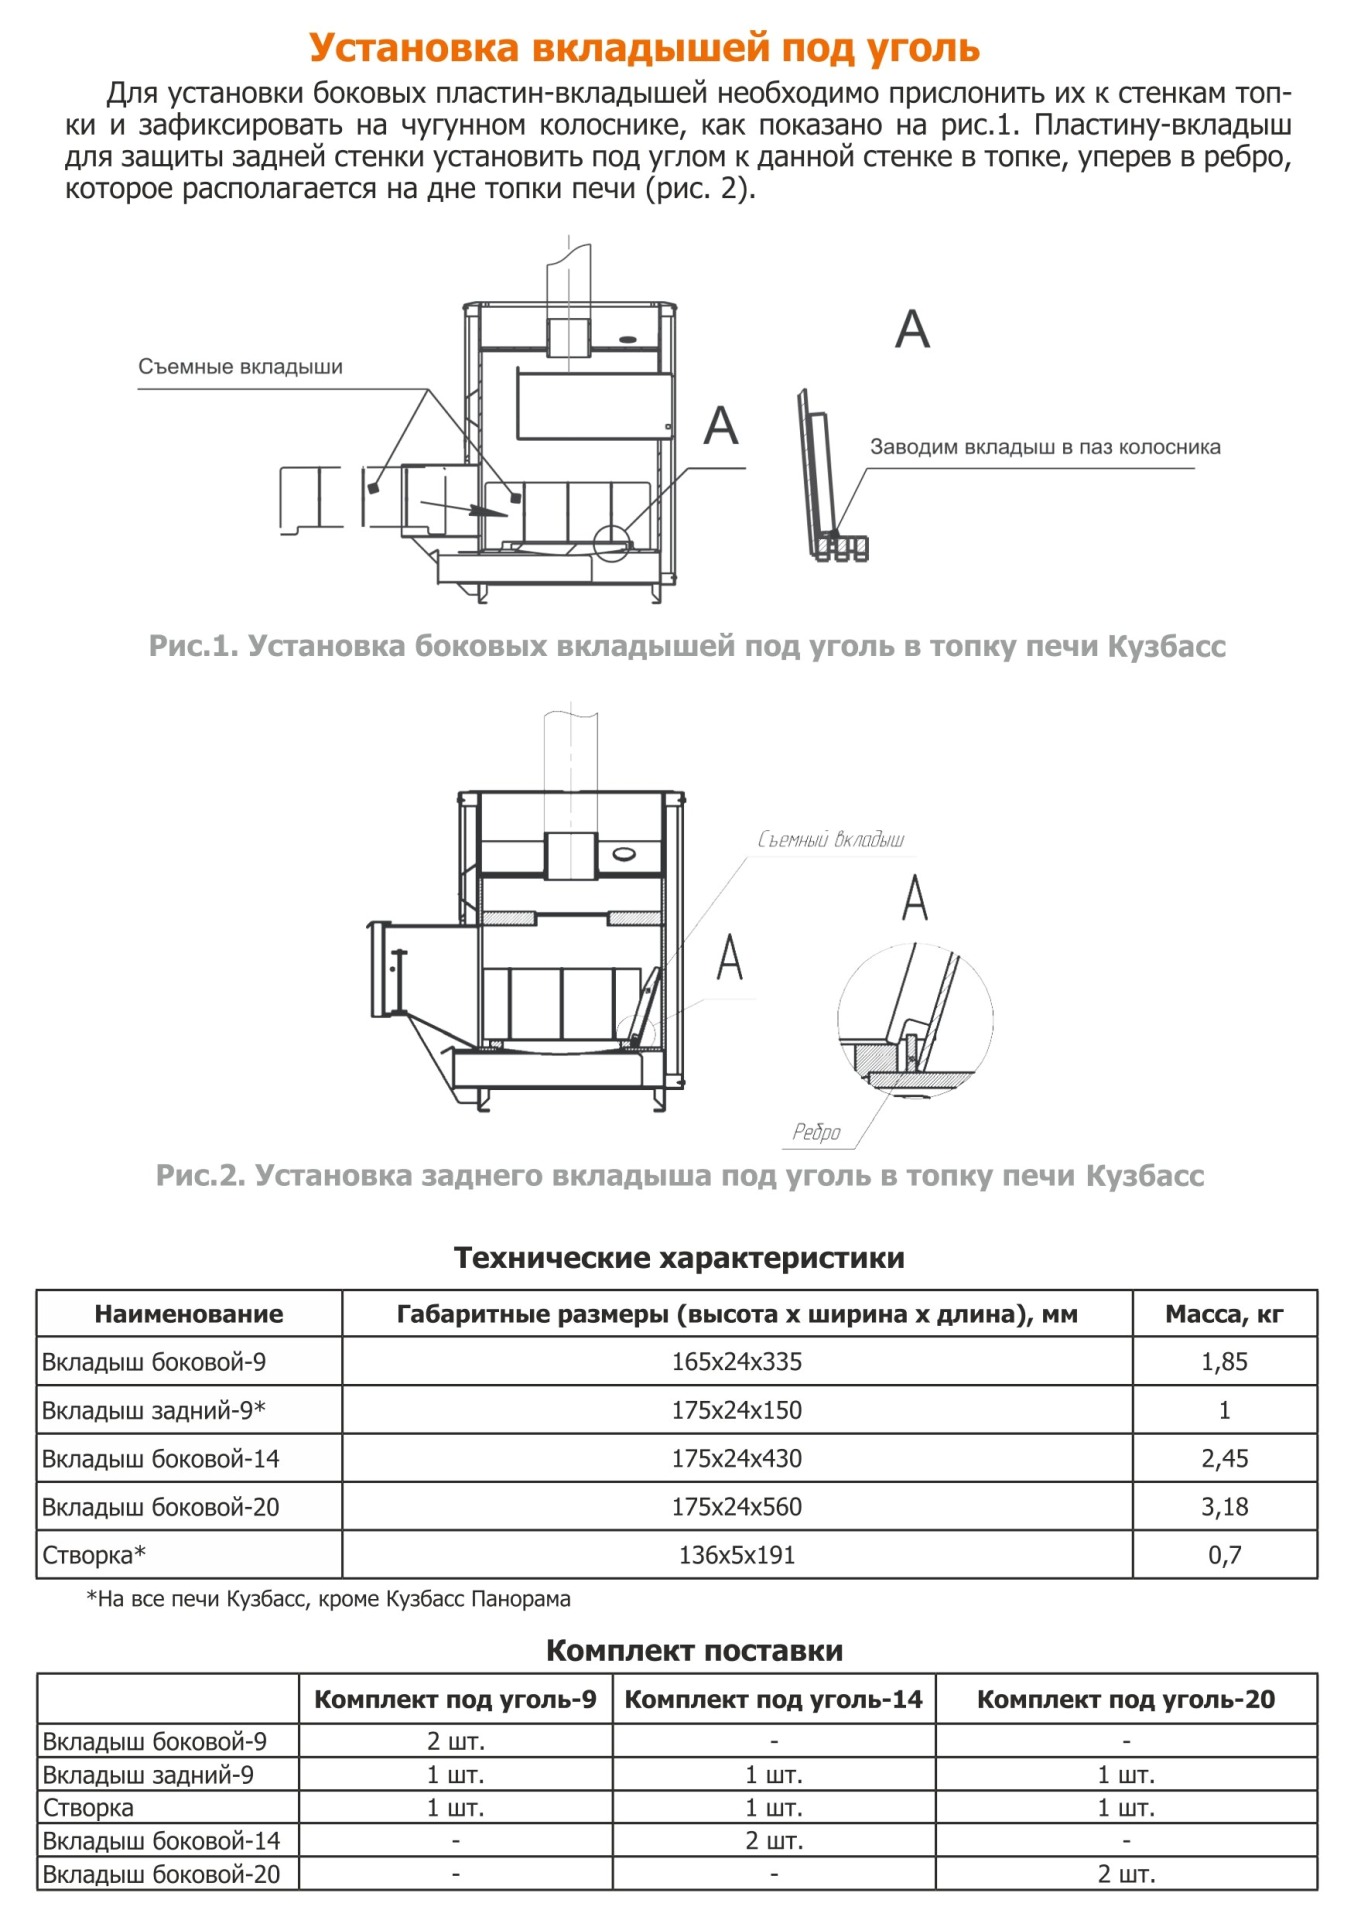 Установка вкладышей под уголь
Для установки боковых пластин-вкладышей необходимо прислонить их к стенкам топ-
ки и зафиксировать на чугунном колоснике, как показано на рис.1. Пластину-вкладыш
для защиты задней стенки установить под углом к данной стенке в топке, уперев в ребро,
которое располагается на дне топки печи (рис. 2).
А
Съемные вкладыши
А
Заводим вкладыш в паз колосника
Рис.1. Установка боковых вкладышей под уголь в топку печи Кузбасс
Съемный вкладыш
А
А
Ребро
Рис.2. Установка заднего вкладыша под уголь в топку печи Кузбасс
Технические характеристики
Наименование Габаритные размеры (высота х ширина х длина), мм Масса, кг
Вкладыш боковой-9 165х24х335 1,85
Вкладыш задний-9* 175х24х150 1
Вкладыш боковой-14 175х24х430 2,45
Вкладыш боковой-20 175х24х560 3,18
Створка* 136х5х191 0,7
*На все печи Кузбасс, кроме Кузбасс Панорама
Комплект поставки
Комплект под уголь-9 Комплект под уголь-14 Комплект под уголь-20
Вкладыш боковой-9 2 шт. - -
Вкладыш задний-9 1 шт. 1 шт. 1 шт.
Створка 1 шт. 1 шт. 1 шт.
Вкладыш боковой-14 - 2 шт. -
Вкладыш боковой-20 - - 2 шт.